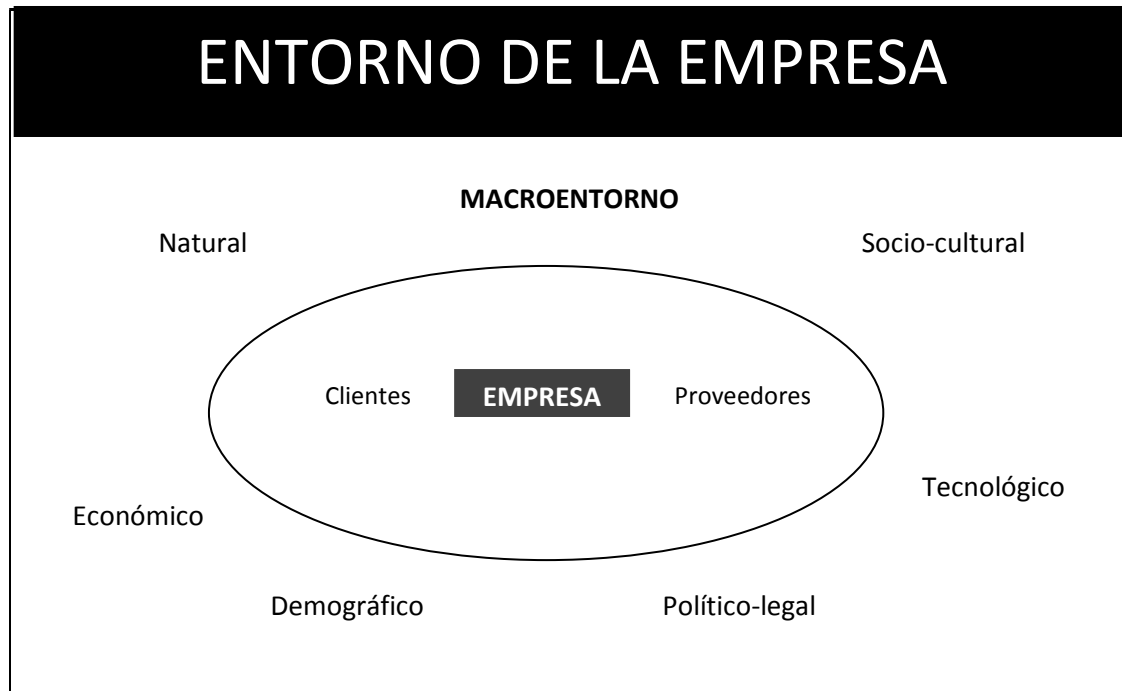 ENTORNO DE LA EMPRESA
MACROENTORNO
Natural
Socio-cultural
Clientes
EMPRESA
Proveedores
Tecnológico
Económico
Demográfico
Político-legal